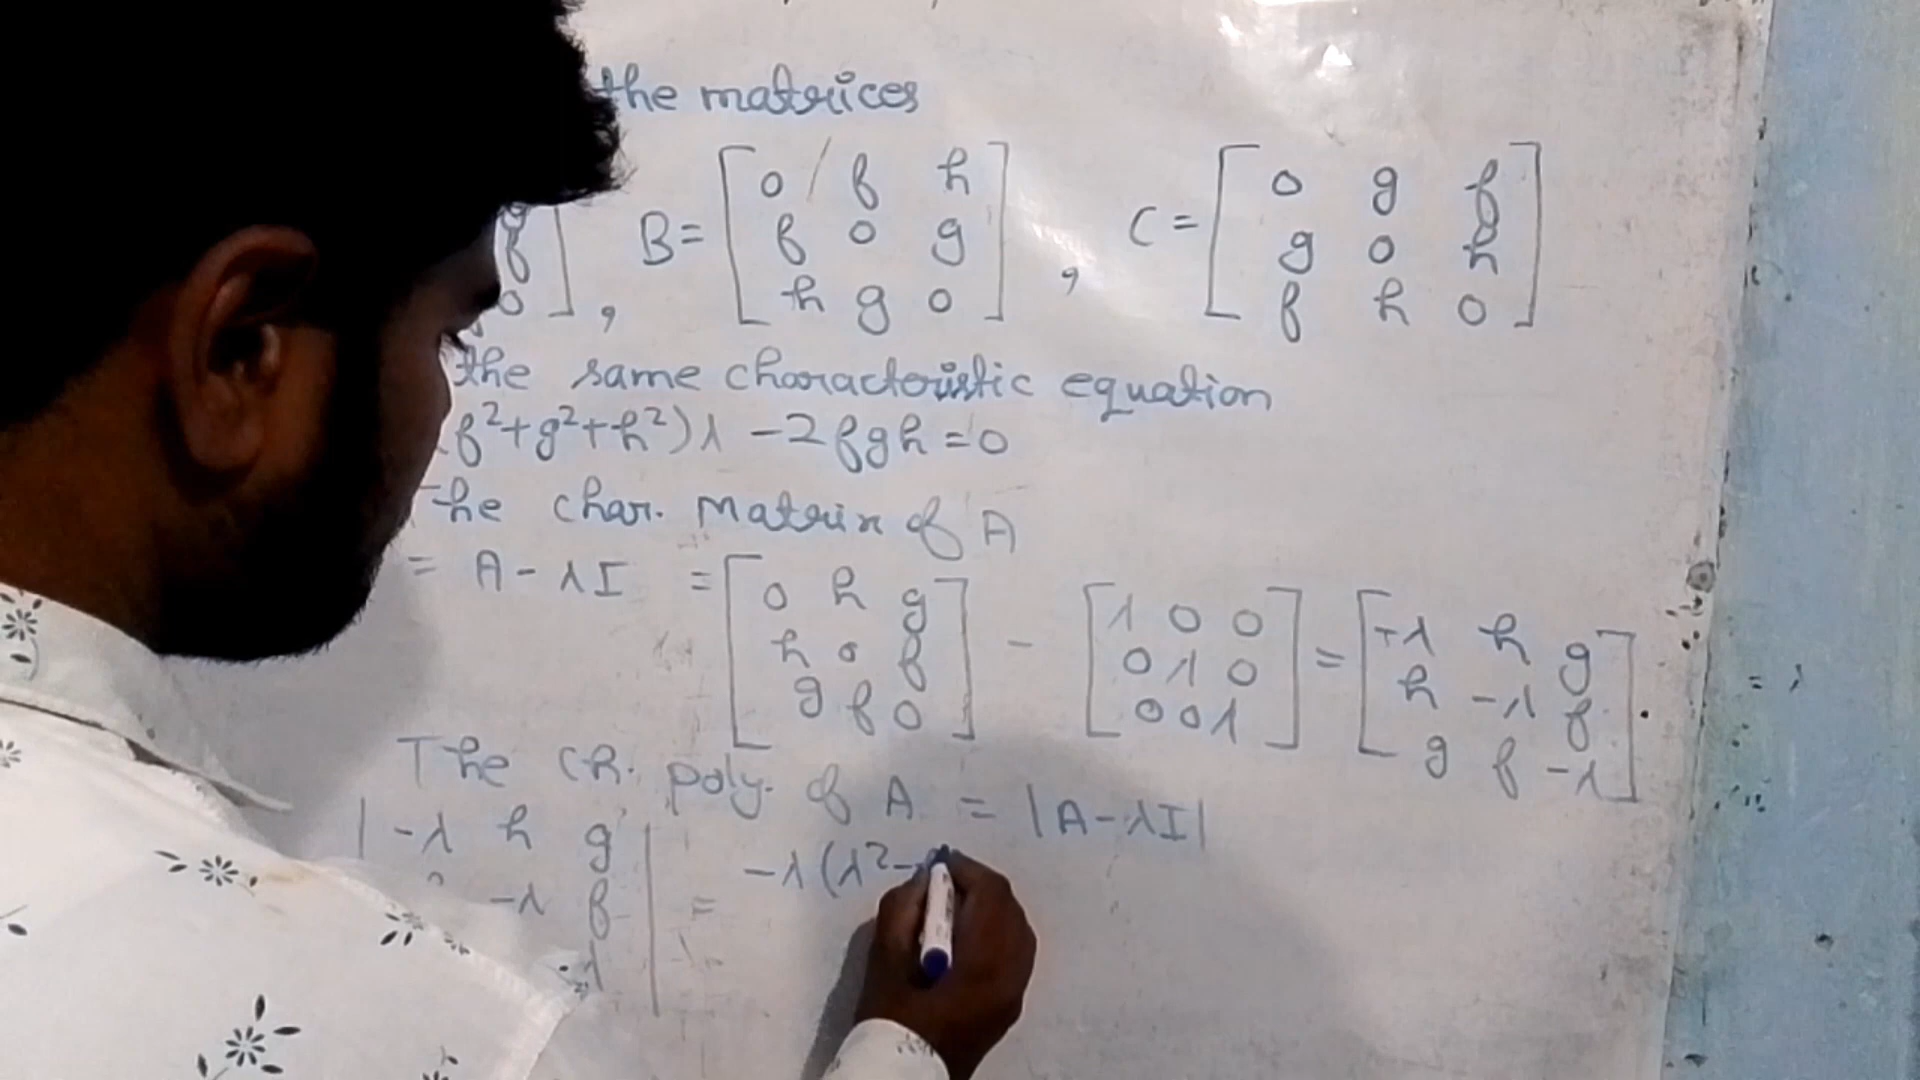 the matrices
g f 0 ] , B = [ 0 f h ; f 0 g ; h g 0 ] , C = [ 0 g f ; g 0 h ; f h 0 ]
the same characteristic equation
(f²+g²+h²)λ - 2fgh = 0
The char. Matrix of A
= A - λI = [ 0 h g ; h 0 f ; g f 0 ] - [ λ 0 0 ; 0 λ 0 ; 0 0 λ ] = [ -λ h g ; h -λ f ; g f -λ ]
The ch. poly. of A = |A-λI|
| -λ h g ; -λ f ; λ | = -λ(λ²-